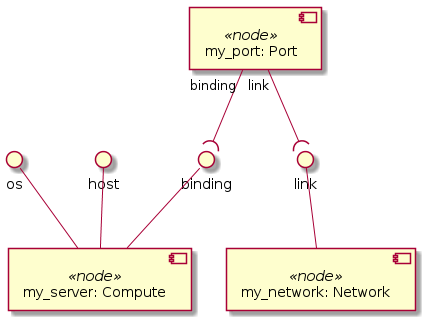 «node»
my_port: Port
binding link
os host binding link
«node»
my_server: Compute
«node»
my_network: Network